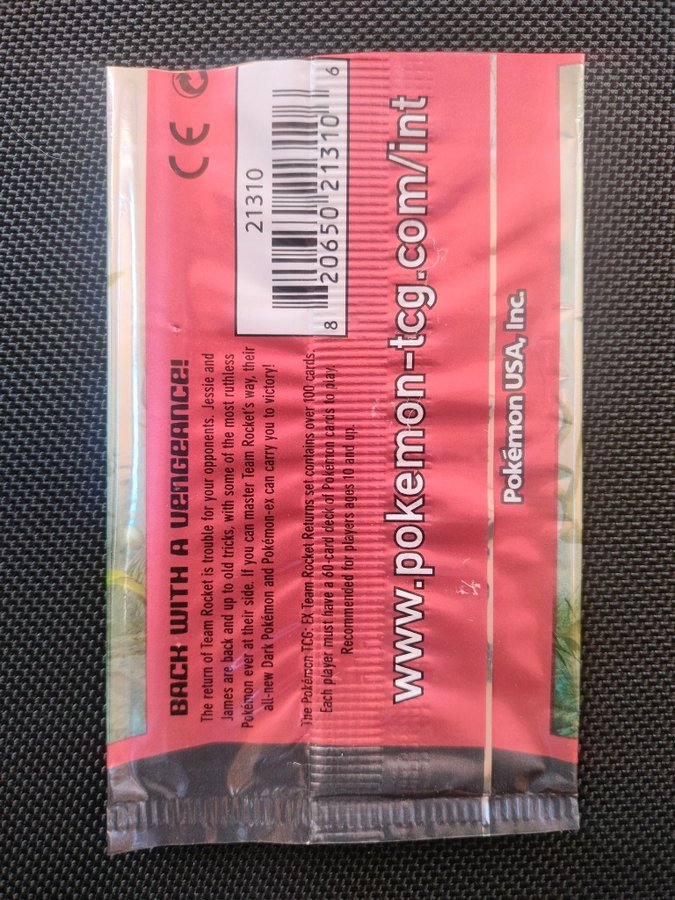 BACK WITH A VENGEANCE!
The return of Team Rocket is trouble for your opponents. Jessie and
James are back and up to old tricks, with some of the most ruthless
Pokémon ever at their side. If you can master Team Rocket's way, their
all-new Dark Pokémon and Pokémon-ex can carry you to victory!
The Pokémon TCG: EX Team Rocket Returns set contains over 100 cards.
Each player must have a 60-card deck of Pokémon cards to play.
Recommended for players ages 10 and up.
21310
8 20650 21310 6
CE
www.pokemon-tcg.com/int
Pokémon USA, Inc.